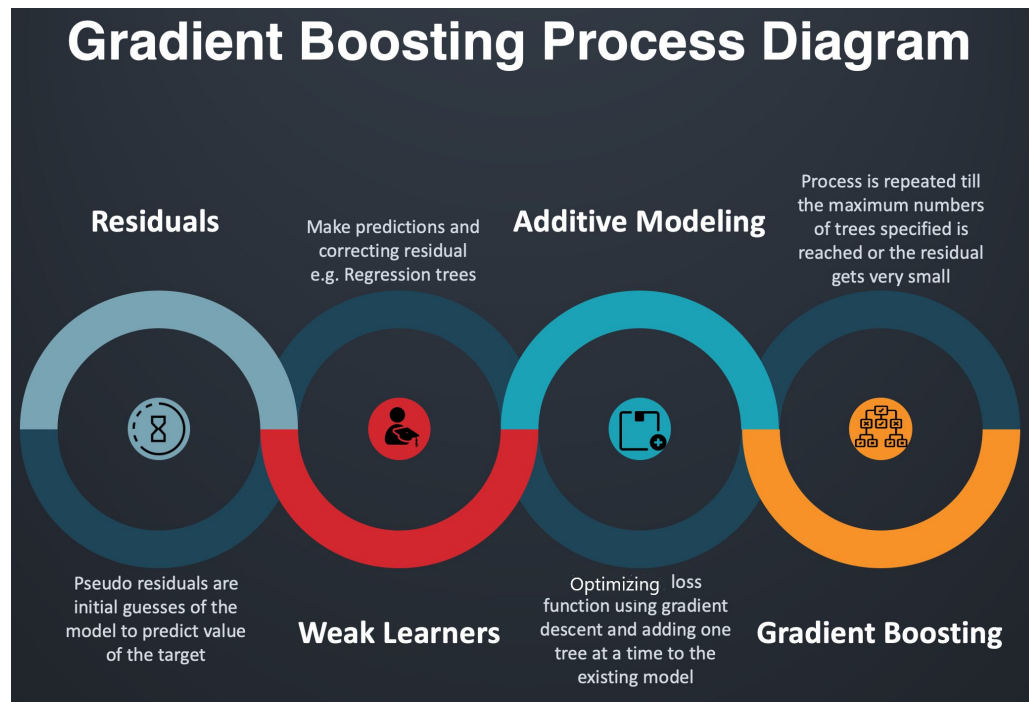 Gradient Boosting Process Diagram
Residuals
Pseudo residuals are
initial guesses of the
model to predict value
of the target
Make predictions and
correcting residual
e.g. Regression trees
Weak Learners
Additive Modeling
Optimizing loss
function using gradient
descent and adding one
tree at a time to the
existing model
Process is repeated till
the maximum numbers
of trees specified is
reached or the residual
gets very small
Gradient Boosting